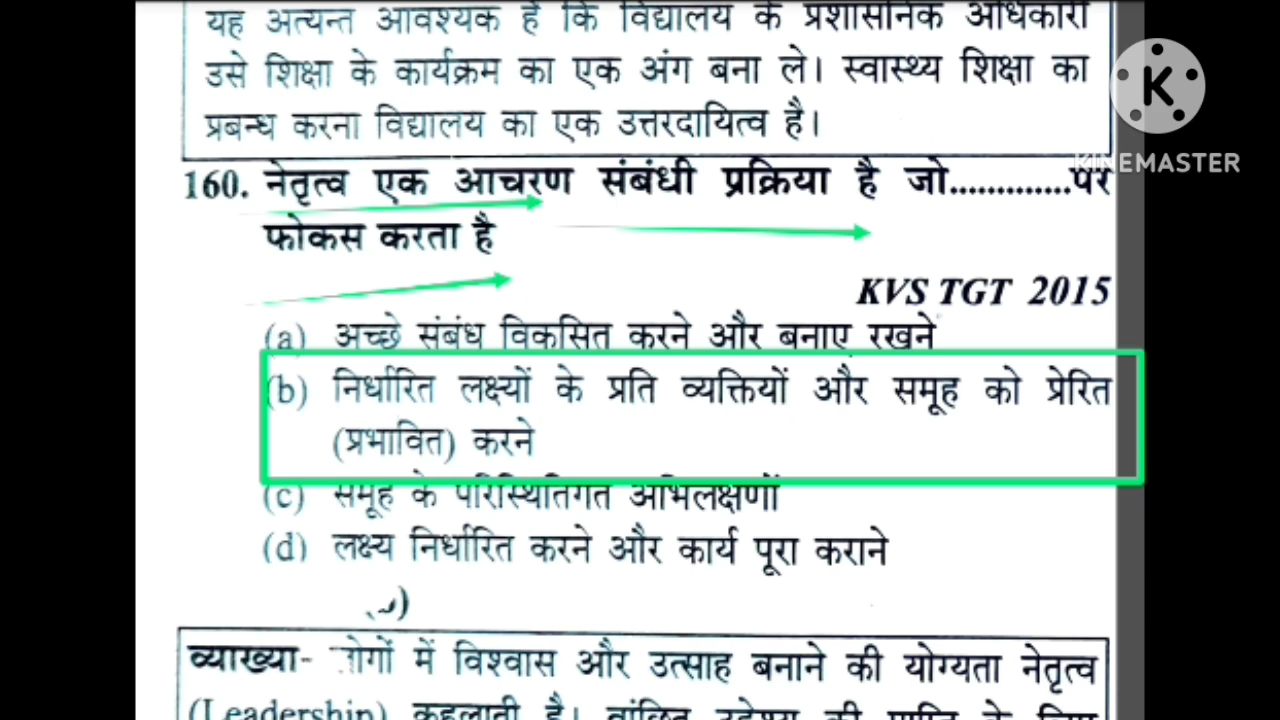 यह अत्यन्त आवश्यक है कि विद्यालय के प्रशासनिक अधिकारी
उसे शिक्षा के कार्यक्रम का एक अंग बना ले। स्वास्थ्य शिक्षा का
प्रबन्ध करना विद्यालय का एक उत्तरदायित्व है।
K
KINEMASTER
160. नेतृत्व एक आचरण संबंधी प्रक्रिया है जो.............पर
फोकस करता है
KVS TGT 2015
(a) अच्छे संबंध विकसित करने और बनाए रखने
(b) निर्धारित लक्ष्यों के प्रति व्यक्तियों और समूह को प्रेरित
(प्रभावित) करने
(c) समूह के परिस्थितिगत अभिलक्षणों
(d) लक्ष्य निर्धारित करने और कार्य पूरा कराने
व्याख्या- में विश्वास और उत्साह बनाने की योग्यता नेतृत्व
(Leadership) कहलाती है।